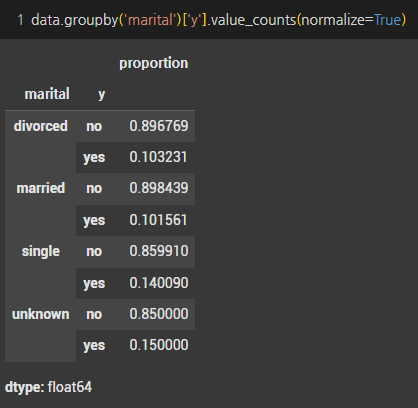 1 data.groupby('marital')['y'].value_counts(normalize=True)
proportion
marital y
divorced no 0.896769
yes 0.103231
married no 0.898439
yes 0.101561
single no 0.859910
yes 0.140090
unknown no 0.850000
yes 0.150000
dtype: float64